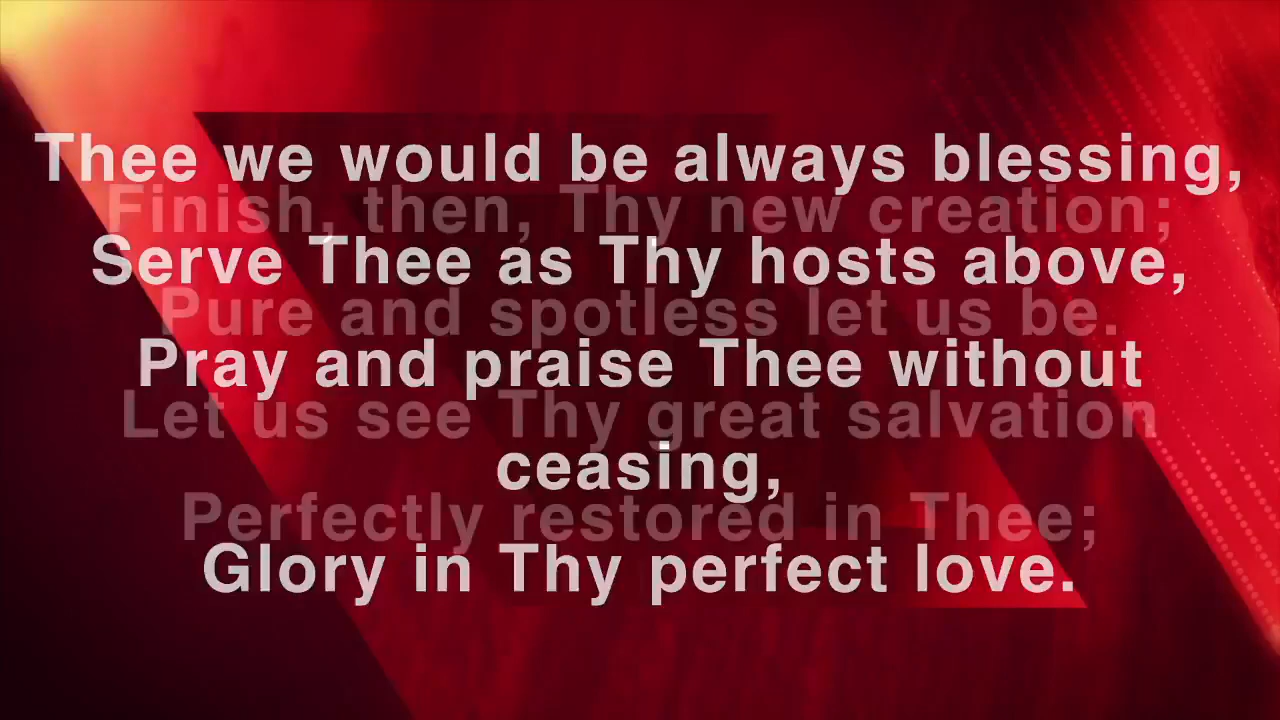 Thee we would be always blessing,
Finish, then, Thy new creation;
Serve Thee as Thy hosts above,
Pure and spotless let us be.
Pray and praise Thee without
Let us see Thy great salvation
ceasing,
Perfectly restored in Thee;
Glory in Thy perfect love.